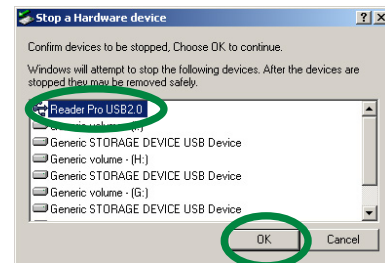 Stop a Hardware device
Confirm devices to be stopped, Choose OK to continue.
Windows will attempt to stop the following devices. After the devices are
stopped they may be removed safely.
Reader Pro USB2.0
Generic volume - (I:)
Generic STORAGE DEVICE USB Device
Generic volume - (H:)
Generic STORAGE DEVICE USB Device
Generic volume - (G:)
Generic STORAGE DEVICE USB Device
OK
Cancel